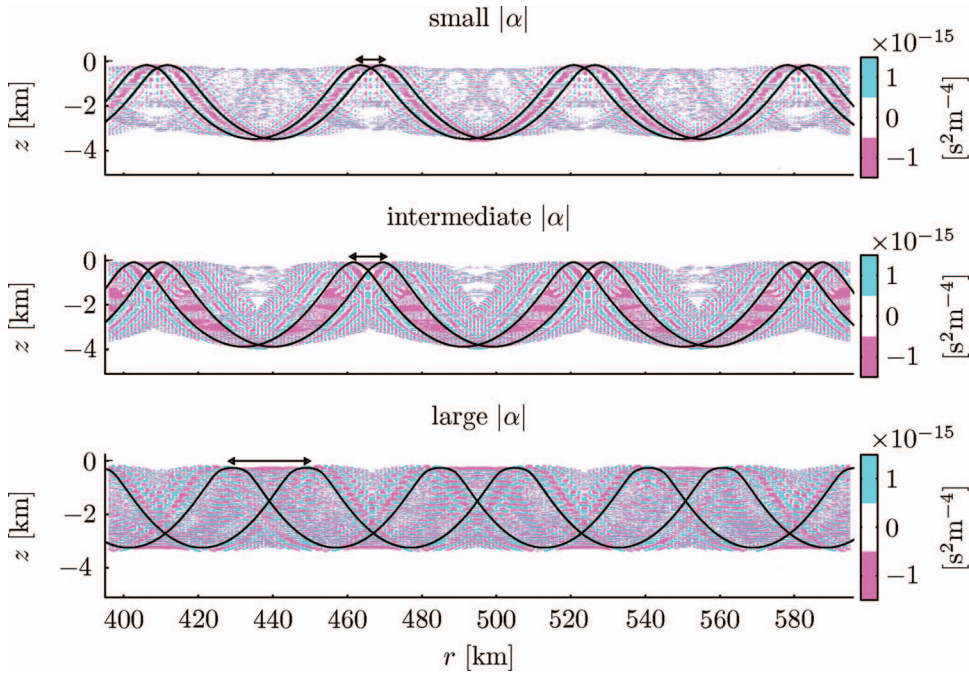 small |α|
×10⁻¹⁵
0
−2
−4
z [km]
1
0
−1
[s²m⁻⁴]
intermediate |α|
×10⁻¹⁵
0
−2
−4
z [km]
1
0
−1
[s²m⁻⁴]
large |α|
×10⁻¹⁵
0
−2
−4
z [km]
1
0
−1
[s²m⁻⁴]
400 420 440 460 480 500 520 540 560 580
r [km]